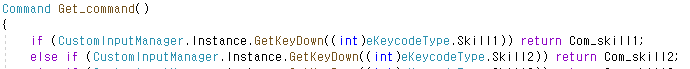 Command Get_command()
{
if (CustomInputManager.Instance.GetKeyDown((int)eKeycodeType.Skill1)) return Com_skill1;
else if (CustomInputManager.Instance.GetKeyDown((int)eKeycodeType.Skill2)) return Com_skill2;